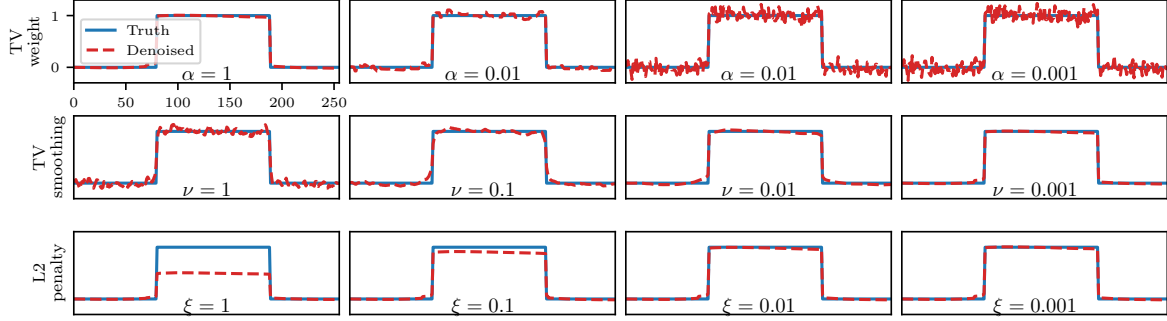 TV
weight
1
0
Truth
Denoised
α = 1
α = 0.01
α = 0.01
α = 0.001
0 50 100 150 200 250
TV
smoothing
ν = 1
ν = 0.1
ν = 0.01
ν = 0.001
L2
penalty
ξ = 1
ξ = 0.1
ξ = 0.01
ξ = 0.001